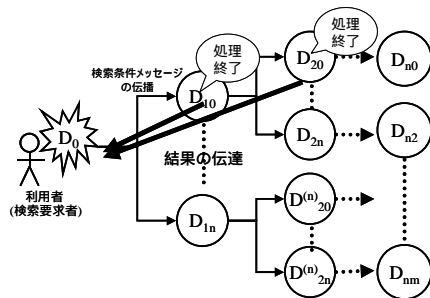 処理
終了
処理
終了
検索条件メッセージ
の伝播
D10
D20
Dn0
D0
D2n
Dn2
結果の伝達
利用者
(検索要求者)
D1n
D(n)20
D(n)2n
Dnm